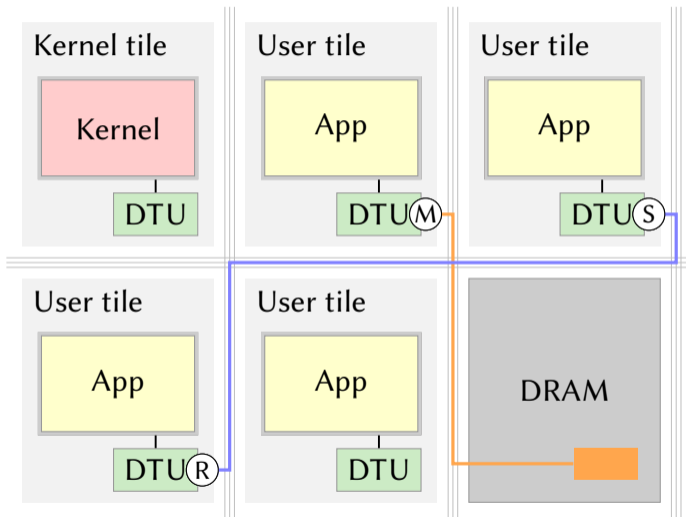 Kernel tile
Kernel
DTU
User tile
App
DTU
M
User tile
App
DTU
S
User tile
App
DTU
R
User tile
App
DTU
DRAM